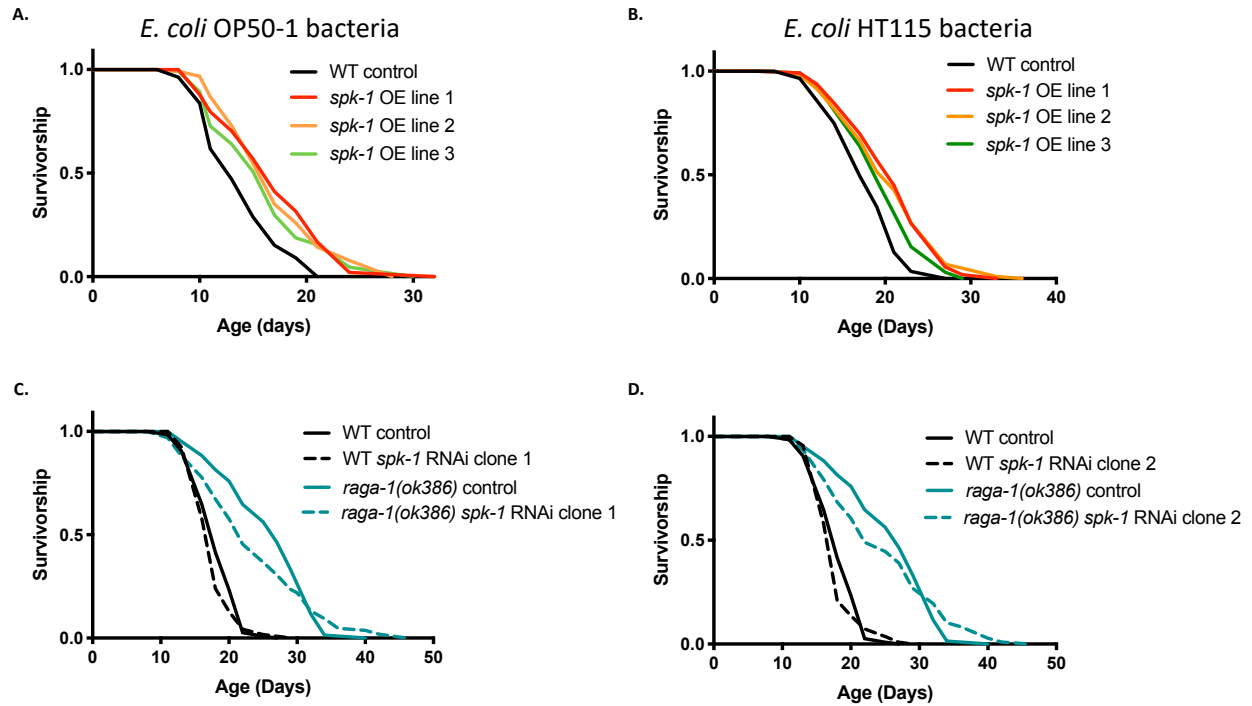 A.
E. coli OP50-1 bacteria
WT control
spk-1 OE line 1
spk-1 OE line 2
spk-1 OE line 3
Survivorship
1.0
0.5
0.0
0
10
20
30
Age (days)
B.
E. coli HT115 bacteria
WT control
spk-1 OE line 1
spk-1 OE line 2
spk-1 OE line 3
Survivorship
1.0
0.5
0.0
0
10
20
30
40
Age (Days)
C.
WT control
WT spk-1 RNAi clone 1
raga-1(ok386) control
raga-1(ok386) spk-1 RNAi clone 1
Survivorship
1.0
0.5
0.0
0
10
20
30
40
50
Age (Days)
D.
WT control
WT spk-1 RNAi clone 2
raga-1(ok386) control
raga-1(ok386) spk-1 RNAi clone 2
Survivorship
1.0
0.5
0.0
0
10
20
30
40
50
Age (Days)